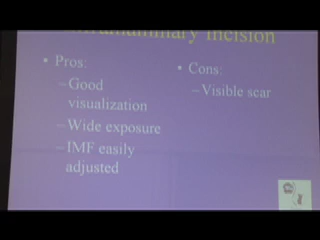 Inframammary Incision
• Pros:
–Good
visualization
–Wide exposure
–IMF easily
adjusted
• Cons:
–Visible scar